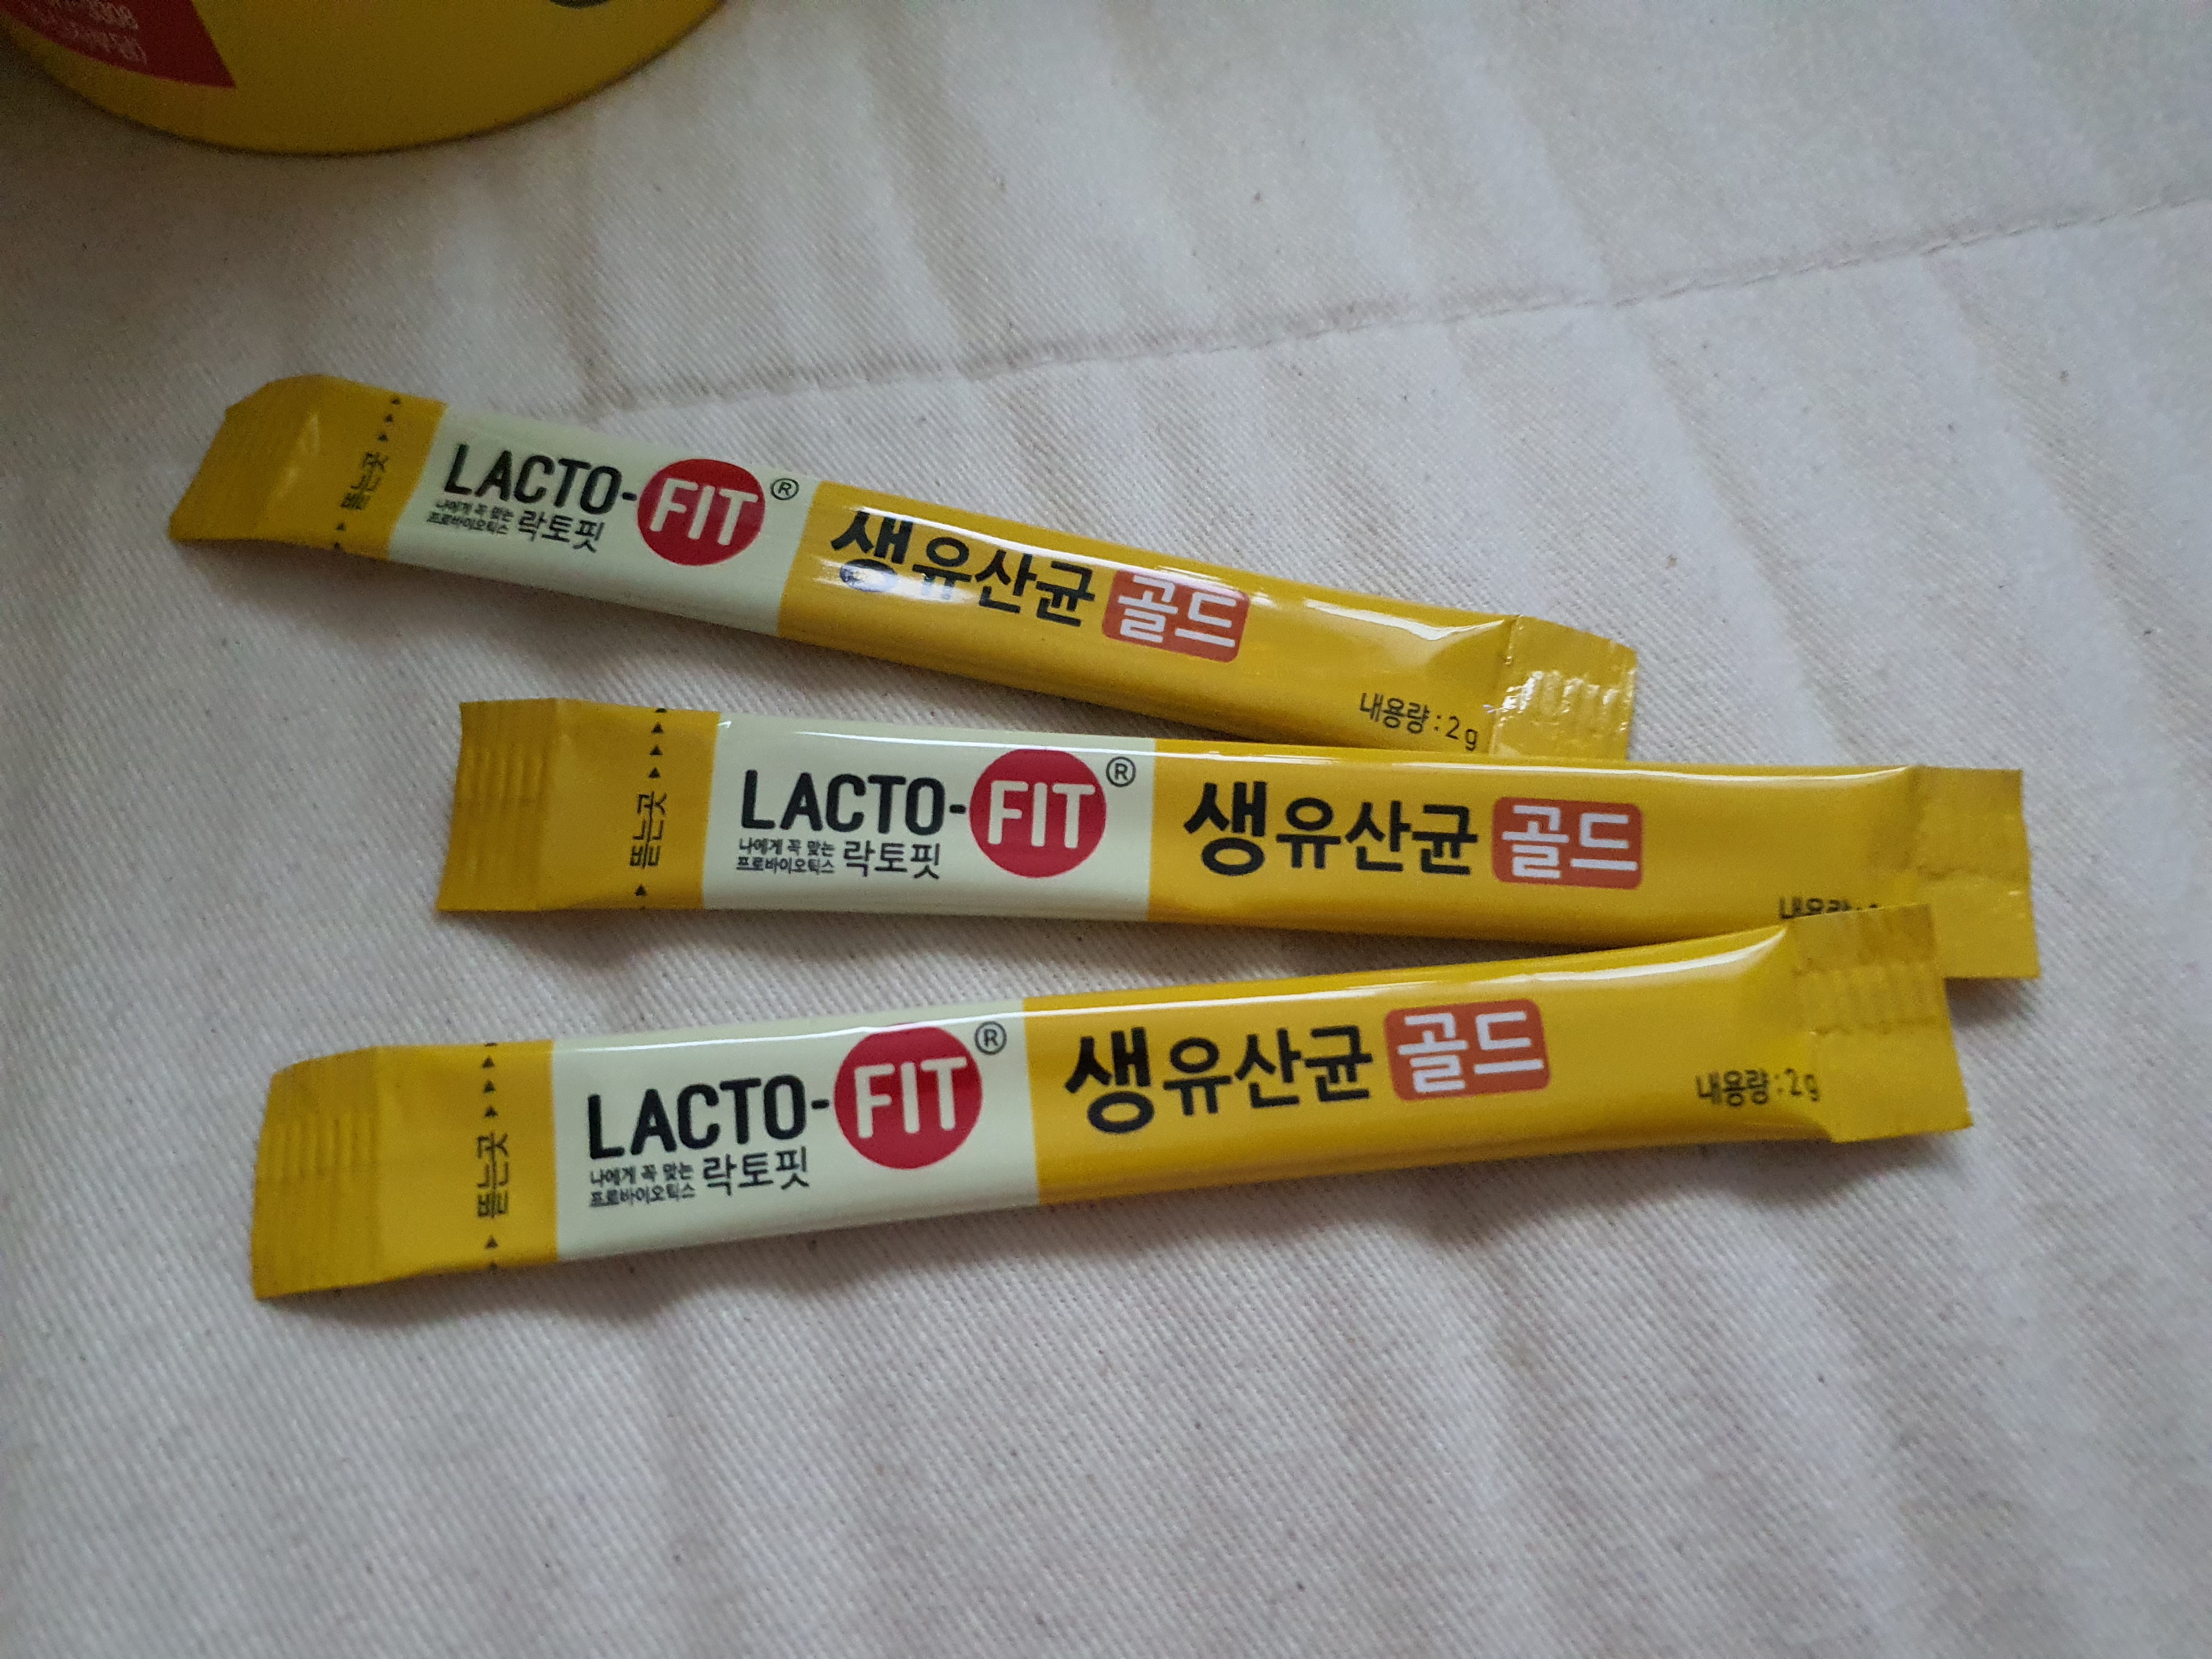 뜯는곳
LACTO-FIT®
나에게 꼭 맞는
프로바이오틱스 락토핏
생유산균 골드
내용량:2g
뜯는곳
LACTO-FIT®
나에게 꼭 맞는
프로바이오틱스 락토핏
생유산균 골드
내용량:
뜯는곳
LACTO-FIT®
나에게 꼭 맞는
프로바이오틱스 락토핏
생유산균 골드
내용량:2g